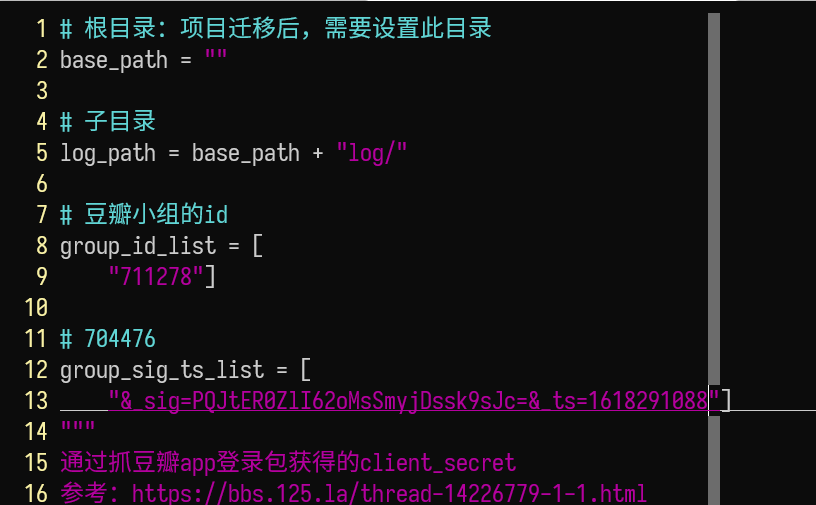 1 # 根目录：项目迁移后，需要设置此目录
2 base_path = ""
3
4 # 子目录
5 log_path = base_path + "log/"
6
7 # 豆瓣小组的id
8 group_id_list = [
9     "711278"]
10
11 # 704476
12 group_sig_ts_list = [
13     "&_sig=PQJtER0ZlI62oMsSmyjDssk9sJc=&_ts=1618291088"]
14 """
15 通过抓豆瓣app登录包获得的client_secret
16 参考：https://bbs.125.la/thread-14226779-1-1.html